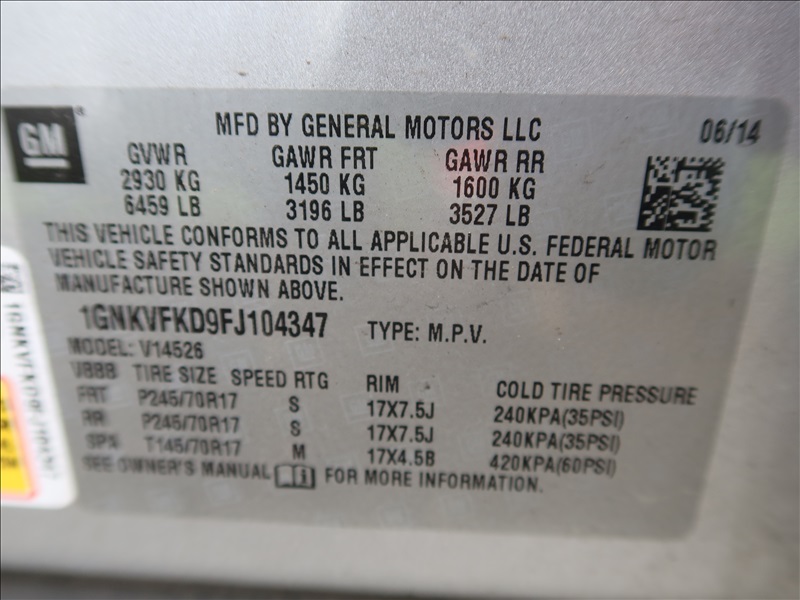 GM
MFD BY GENERAL MOTORS LLC 06/14
GVWR GAWR FRT GAWR RR
2930 KG 1450 KG 1600 KG
6459 LB 3196 LB 3527 LB
THIS VEHICLE CONFORMS TO ALL APPLICABLE U.S. FEDERAL MOTOR
VEHICLE SAFETY STANDARDS IN EFFECT ON THE DATE OF
MANUFACTURE SHOWN ABOVE.
1GNKVFKD9FJ104347 TYPE: M.P.V.
MODEL: V14526
TIRE SIZE SPEED RTG RIM COLD TIRE PRESSURE
FRT P245/70R17 S 17X7.5J 240KPA(35PSI)
RR P245/70R17 S 17X7.5J 240KPA(35PSI)
SPA T145/70R17 M 17X4.5B 420KPA(60PSI)
SEE OWNER'S MANUAL FOR MORE INFORMATION.
1GNKVFKD9FJ104347